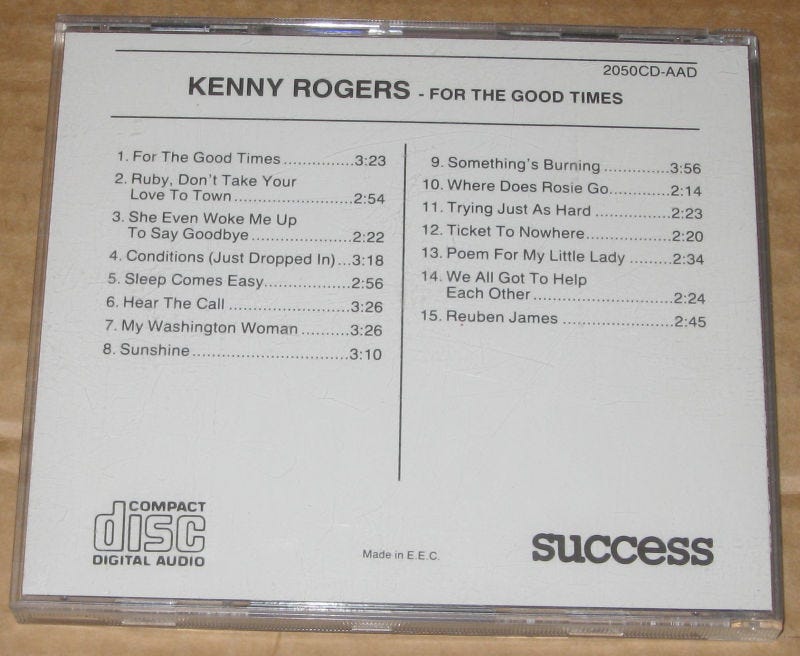 2050CD-AAD
KENNY ROGERS - FOR THE GOOD TIMES
1. For The Good Times..............3:23
2. Ruby, Don't Take Your
Love To Town.......................2:54
3. She Even Woke Me Up
To Say Goodbye....................2:22
4. Conditions (Just Dropped In)...3:18
5. Sleep Comes Easy.................2:56
6. Hear The Call .......................3:26
7. My Washington Woman .........3:26
8. Sunshine..............................3:10
9. Something's Burning .............3:56
10. Where Does Rosie Go............2:14
11. Trying Just As Hard ..............2:23
12. Ticket To Nowhere................2:20
13. Poem For My Little Lady ........2:34
14. We All Got To Help
Each Other ..........................2:24
15. Reuben James .....................2:45
COMPACT
disc
DIGITAL AUDIO
Made in E.E.C.
success